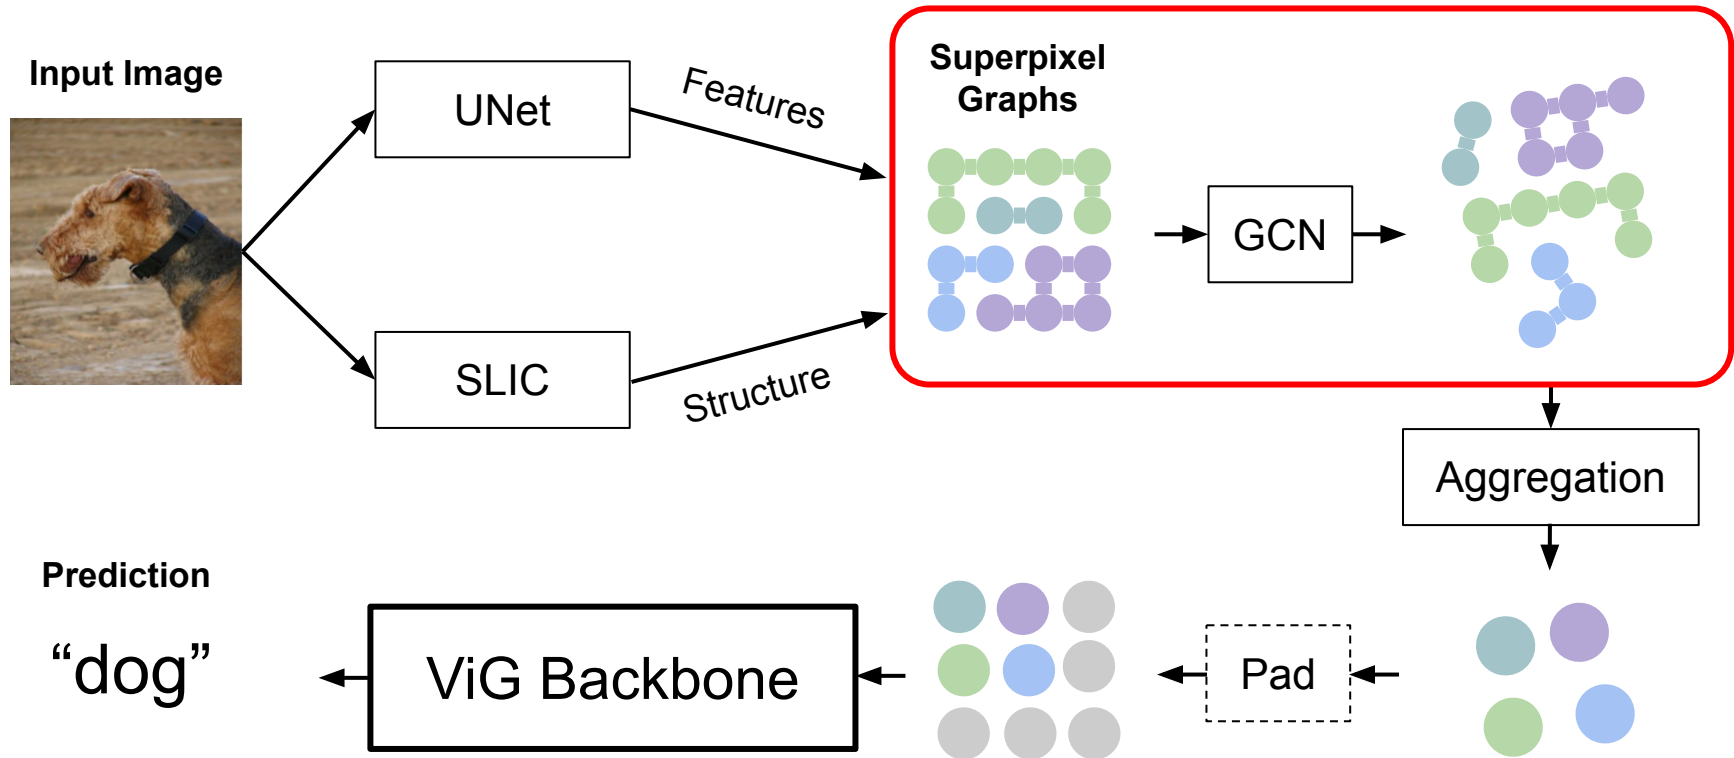 Input Image
UNet
Features
SLIC
Structure
Superpixel
Graphs
GCN
Aggregation
Pad
ViG Backbone
Prediction
“dog”